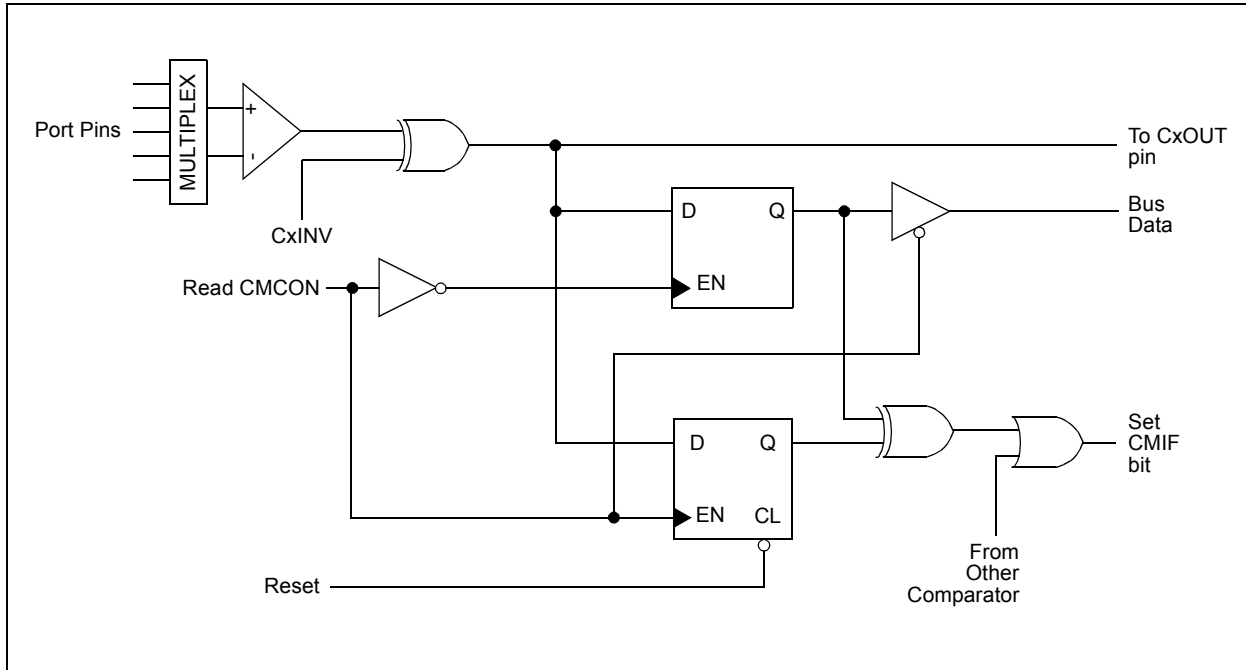 MULTIPLEX
+
-
Port Pins
CxINV
To CxOUT
pin
D
Q
EN
Bus
Data
Read CMCON
D
Q
EN
CL
Set
CMIF
bit
From
Other
Comparator
Reset